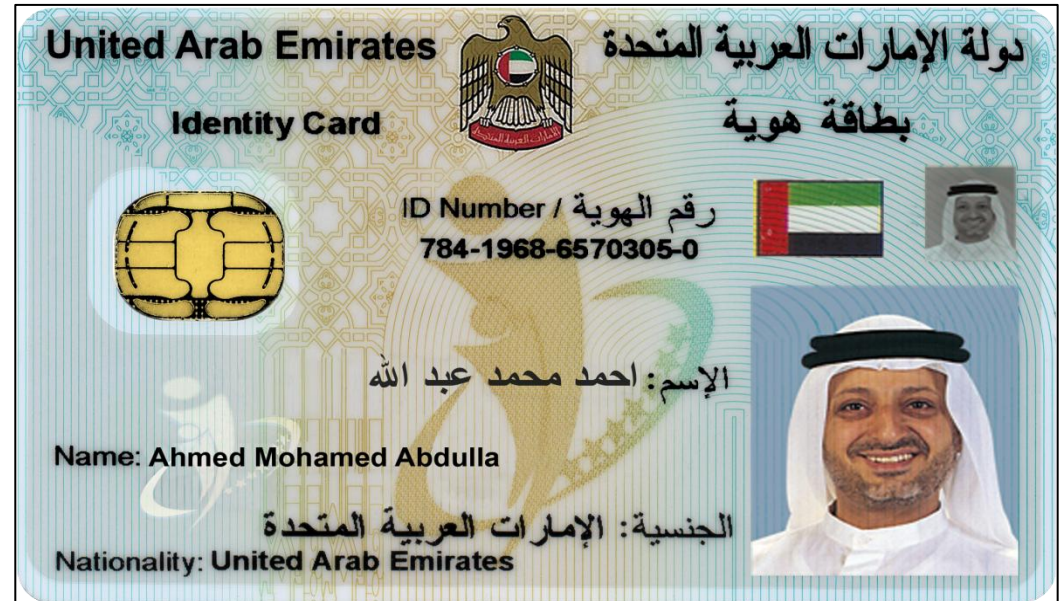 United Arab Emirates دولة الإمارات العربية المتحدة
Identity Card بطاقة هوية
ID Number / رقم الهوية
784-1968-6570305-0
الإسم: احمد محمد عبد الله
Name: Ahmed Mohamed Abdulla
الجنسية: الإمارات العربية المتحدة
Nationality: United Arab Emirates